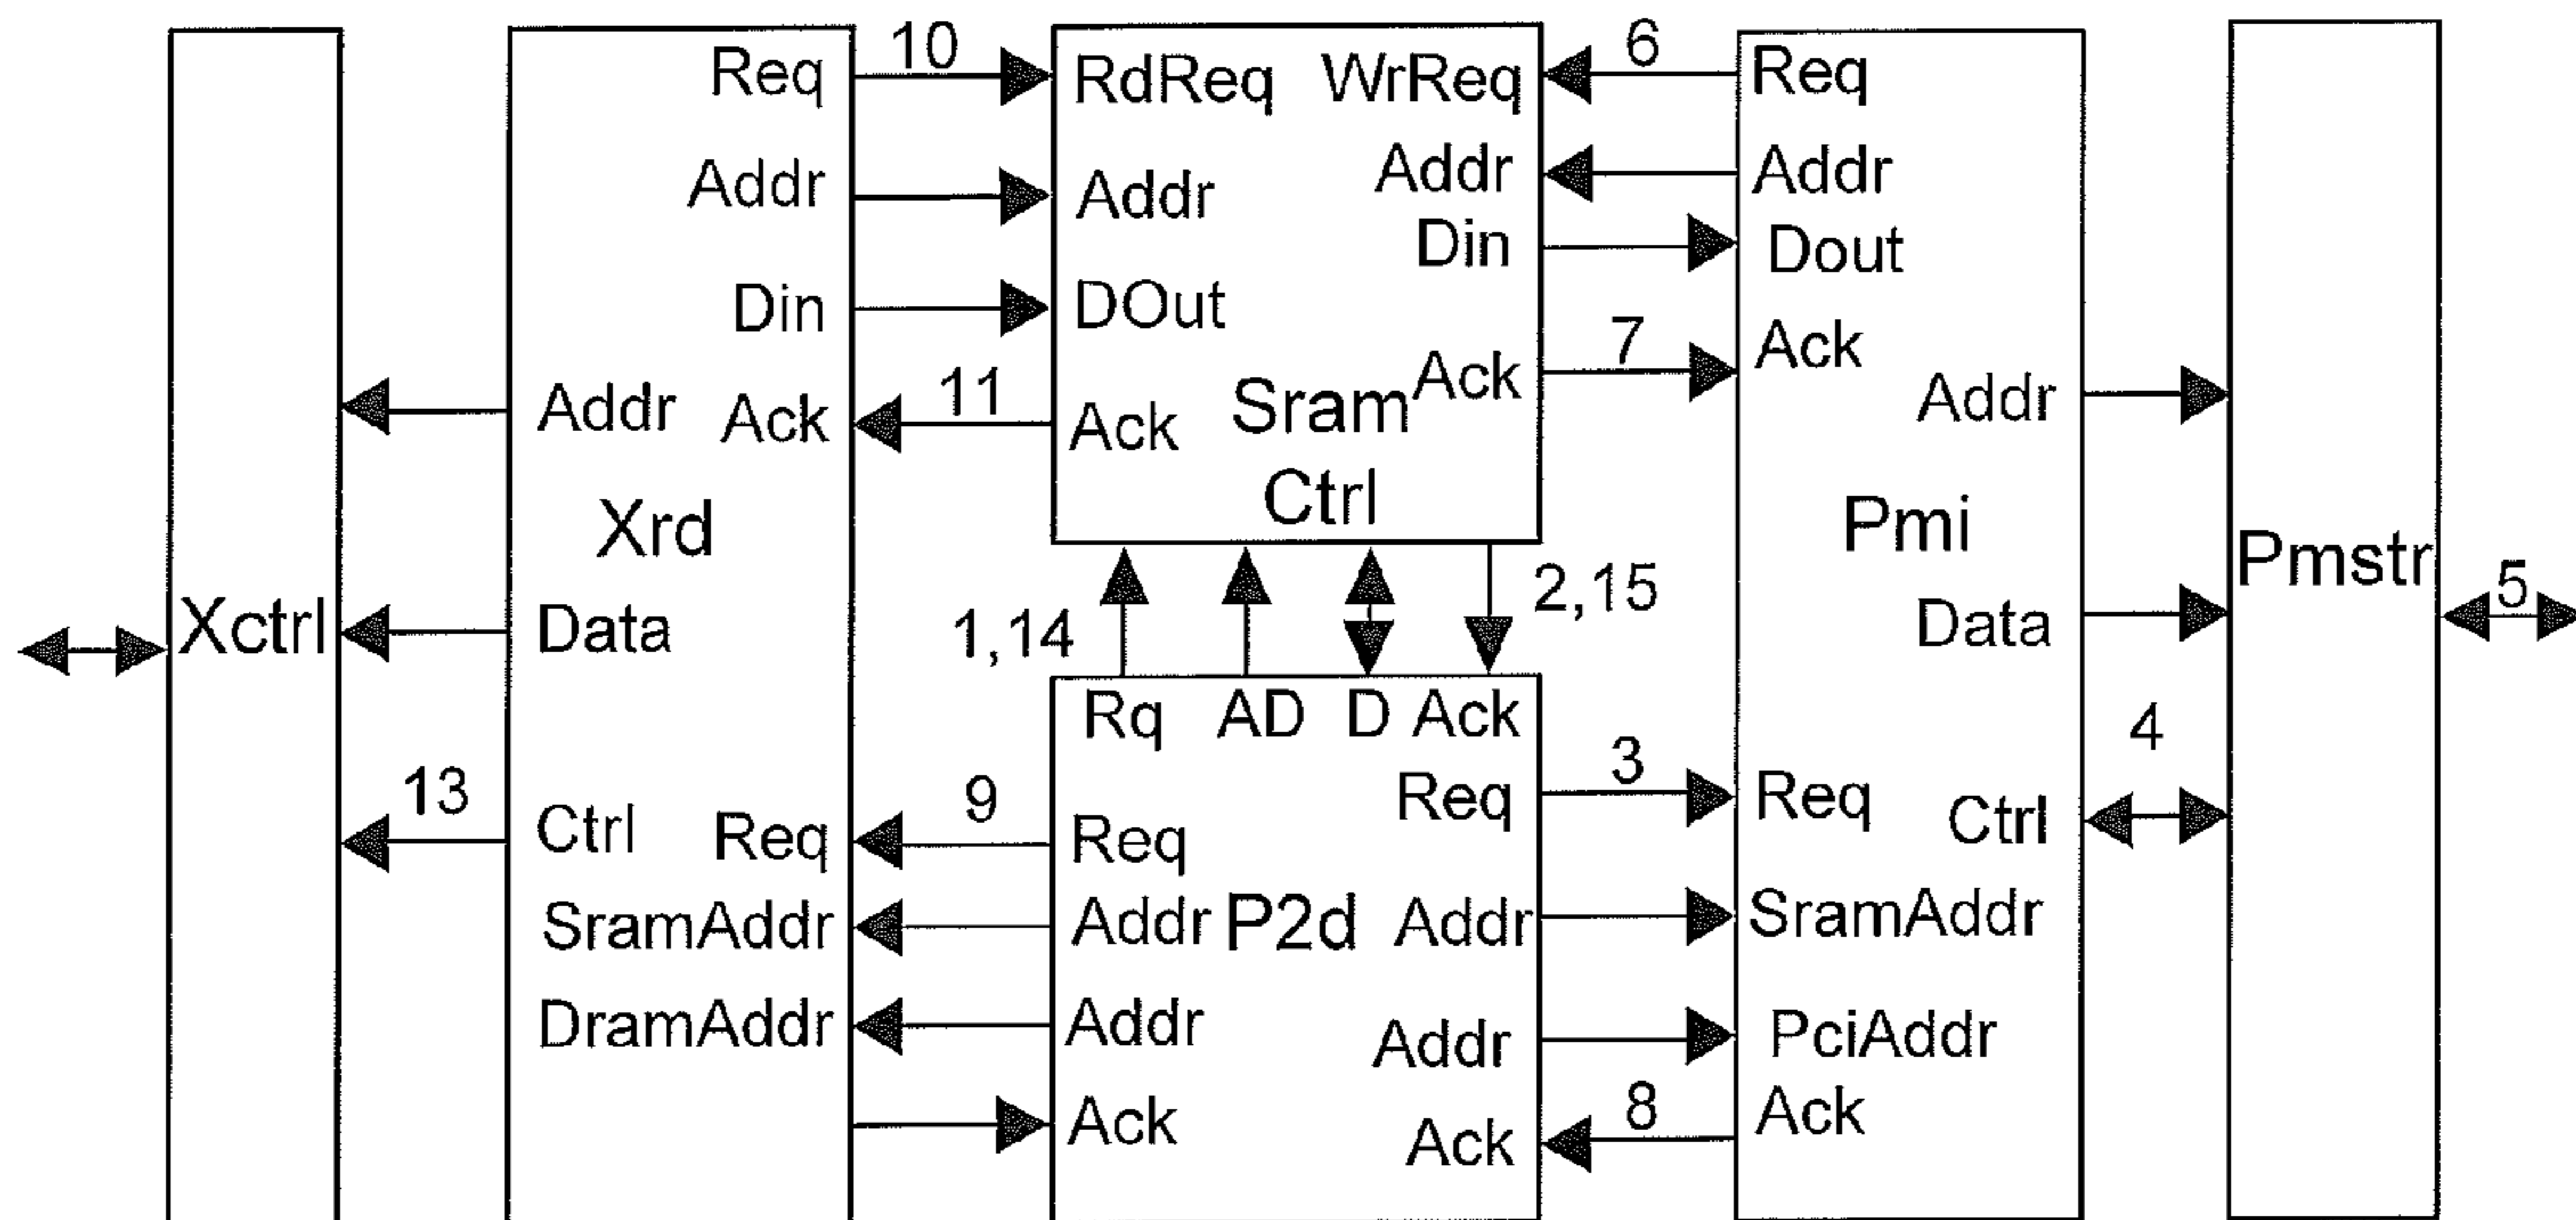 Req 10 RdReq WrReq 6 Req
Addr Addr Addr Addr
Din DOut Din Dout
Addr Ack 11 Ack Sram Ack 7 Ack Addr
Ctrl
Xrd Pmi
Xctrl Data 1,14 2,15 Data Pmstr 5
Rq AD D Ack
13 Ctrl Req 9 Req Req 3 Req Ctrl 4
SramAddr Addr P2d Addr SramAddr
DramAddr Addr Addr PciAddr
Ack Ack 8 Ack